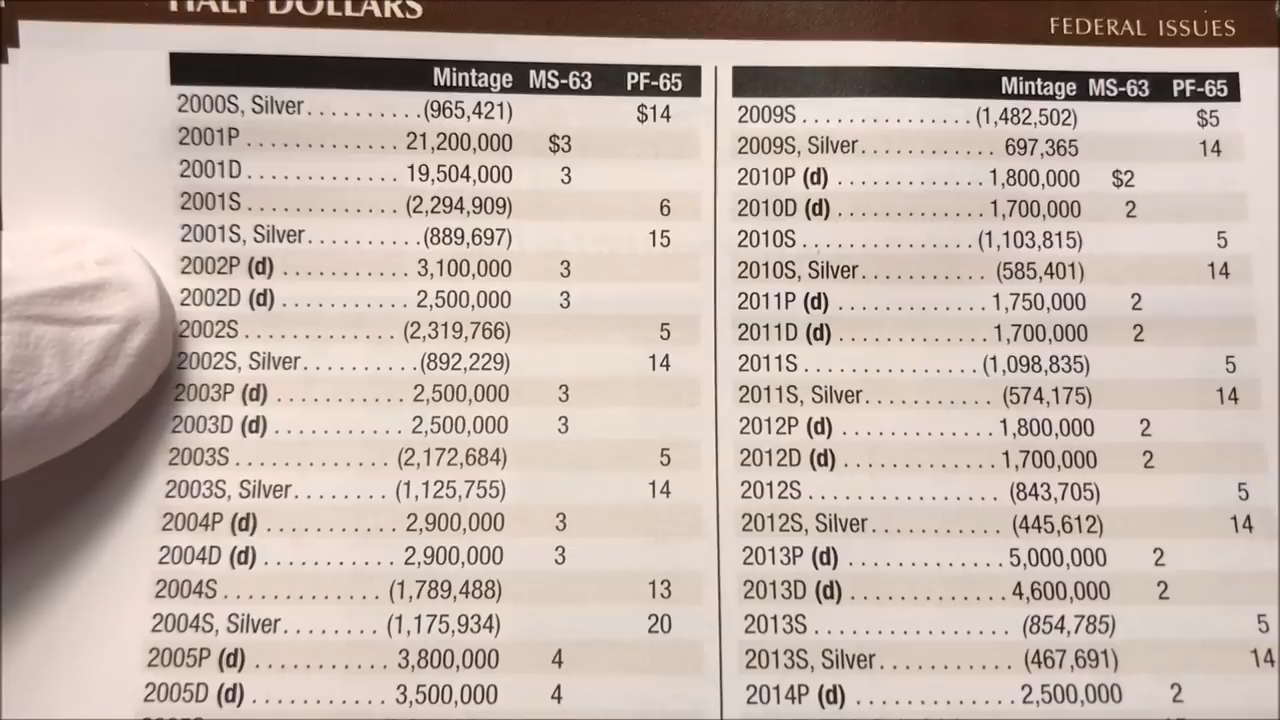 HALF DOLLARS
FEDERAL ISSUES
Mintage MS-63 PF-65
2000S, Silver . . . . . . . . . . (965,421) $14
2001P . . . . . . . . . . . . . 21,200,000 $3
2001D . . . . . . . . . . . . . 19,504,000 3
2001S . . . . . . . . . . . . . (2,294,909) 6
2001S, Silver . . . . . . . . . . (889,697) 15
2002P (d) . . . . . . . . . . . 3,100,000 3
2002D (d) . . . . . . . . . . . 2,500,000 3
2002S . . . . . . . . . . . . . (2,319,766) 5
2002S, Silver . . . . . . . . . . (892,229) 14
2003P (d) . . . . . . . . . . . 2,500,000 3
2003D (d) . . . . . . . . . . . 2,500,000 3
2003S . . . . . . . . . . . . . (2,172,684) 5
2003S, Silver . . . . . . . . (1,125,755) 14
2004P (d) . . . . . . . . . . . 2,900,000 3
2004D (d) . . . . . . . . . . . 2,900,000 3
2004S . . . . . . . . . . . . . (1,789,488) 13
2004S, Silver . . . . . . . . (1,175,934) 20
2005P (d) . . . . . . . . . . . 3,800,000 4
2005D (d) . . . . . . . . . . . 3,500,000 4
Mintage MS-63 PF-65
2009S . . . . . . . . . . . . . . (1,482,502) $5
2009S, Silver . . . . . . . . . . . 697,365 14
2010P (d) . . . . . . . . . . . . 1,800,000 $2
2010D (d) . . . . . . . . . . . . 1,700,000 2
2010S . . . . . . . . . . . . . . (1,103,815) 5
2010S, Silver . . . . . . . . . . . (585,401) 14
2011P (d) . . . . . . . . . . . . 1,750,000 2
2011D (d) . . . . . . . . . . . . 1,700,000 2
2011S . . . . . . . . . . . . . . (1,098,835) 5
2011S, Silver . . . . . . . . . . . (574,175) 14
2012P (d) . . . . . . . . . . . . 1,800,000 2
2012D (d) . . . . . . . . . . . . 1,700,000 2
2012S . . . . . . . . . . . . . . . . (843,705) 5
2012S, Silver . . . . . . . . . . . (445,612) 14
2013P (d) . . . . . . . . . . . . 5,000,000 2
2013D (d) . . . . . . . . . . . . 4,600,000 2
2013S . . . . . . . . . . . . . . . . (854,785) 5
2013S, Silver . . . . . . . . . . . (467,691) 14
2014P (d) . . . . . . . . . . . . 2,500,000 2